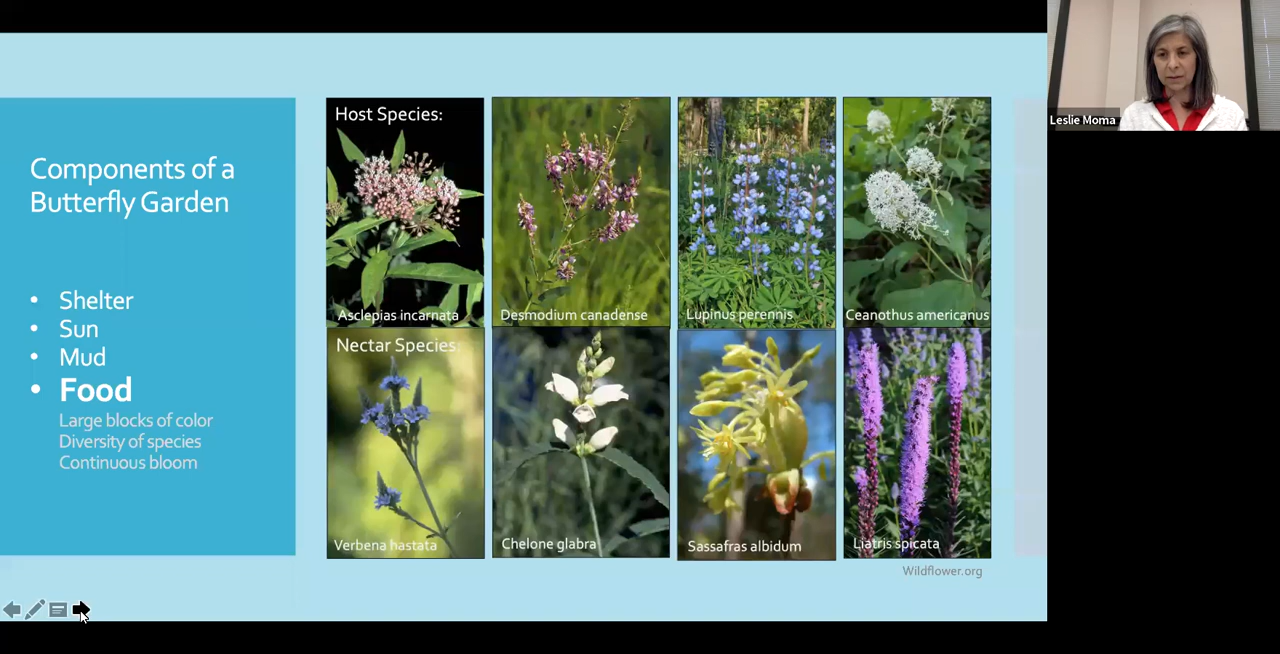 Components of a
Butterfly Garden
• Shelter
• Sun
• Mud
• Food
Large blocks of color
Diversity of species
Continuous bloom
Host Species:
Asclepias incarnata
Desmodium canadense
Lupinus perennis
Ceanothus americanus
Nectar Species:
Verbena hastata
Chelone glabra
Sassafras albidum
Liatris spicata
Wildflower.org
Leslie Moma